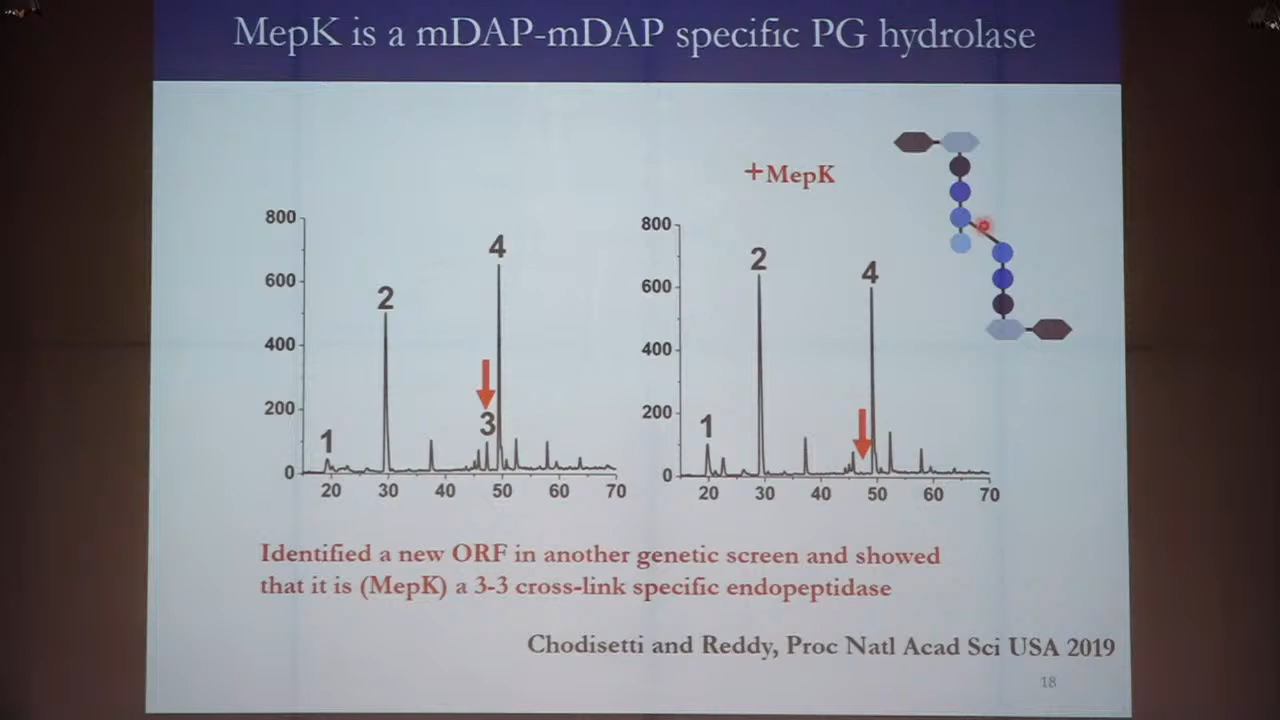 MepK is a mDAP-mDAP specific PG hydrolase
+MepK
800
600
400
200
0
1
2
3
4
20 30 40 50 60 70
800
600
400
200
0
1
2
4
20 30 40 50 60 70
Identified a new ORF in another genetic screen and showed
that it is (MepK) a 3-3 cross-link specific endopeptidase
Chodisetti and Reddy, Proc Natl Acad Sci USA 2019
18